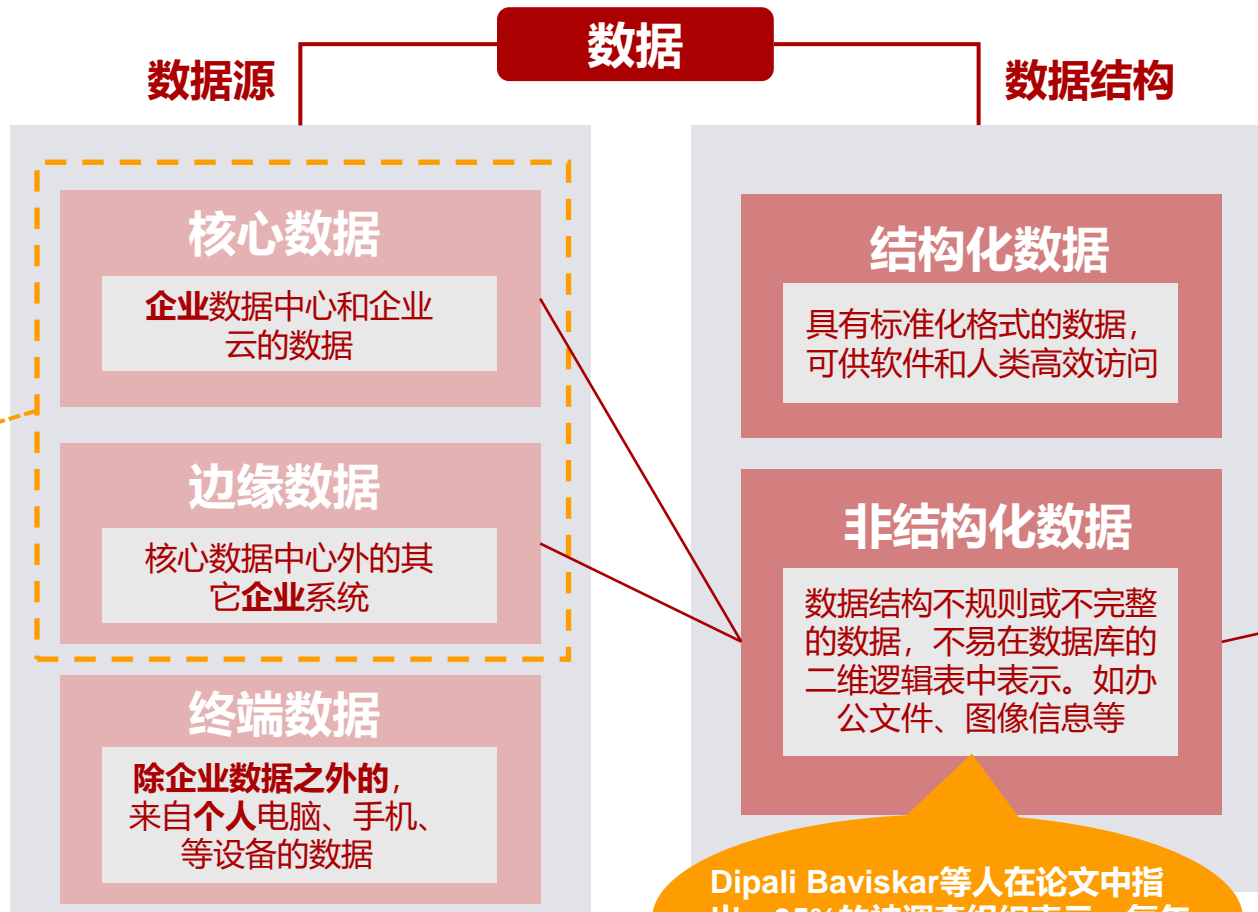 数据
数据源
数据结构
核心数据
企业数据中心和企业
云的数据
边缘数据
核心数据中心外的其
它企业系统
终端数据
除企业数据之外的，
来自个人电脑、手机、
等设备的数据
结构化数据
具有标准化格式的数据，
可供软件和人类高效访问
非结构化数据
数据结构不规则或不完整
的数据，不易在数据库的
二维逻辑表中表示。如办
公文件、图像信息等
Dipali Baviskar等人在论文中指